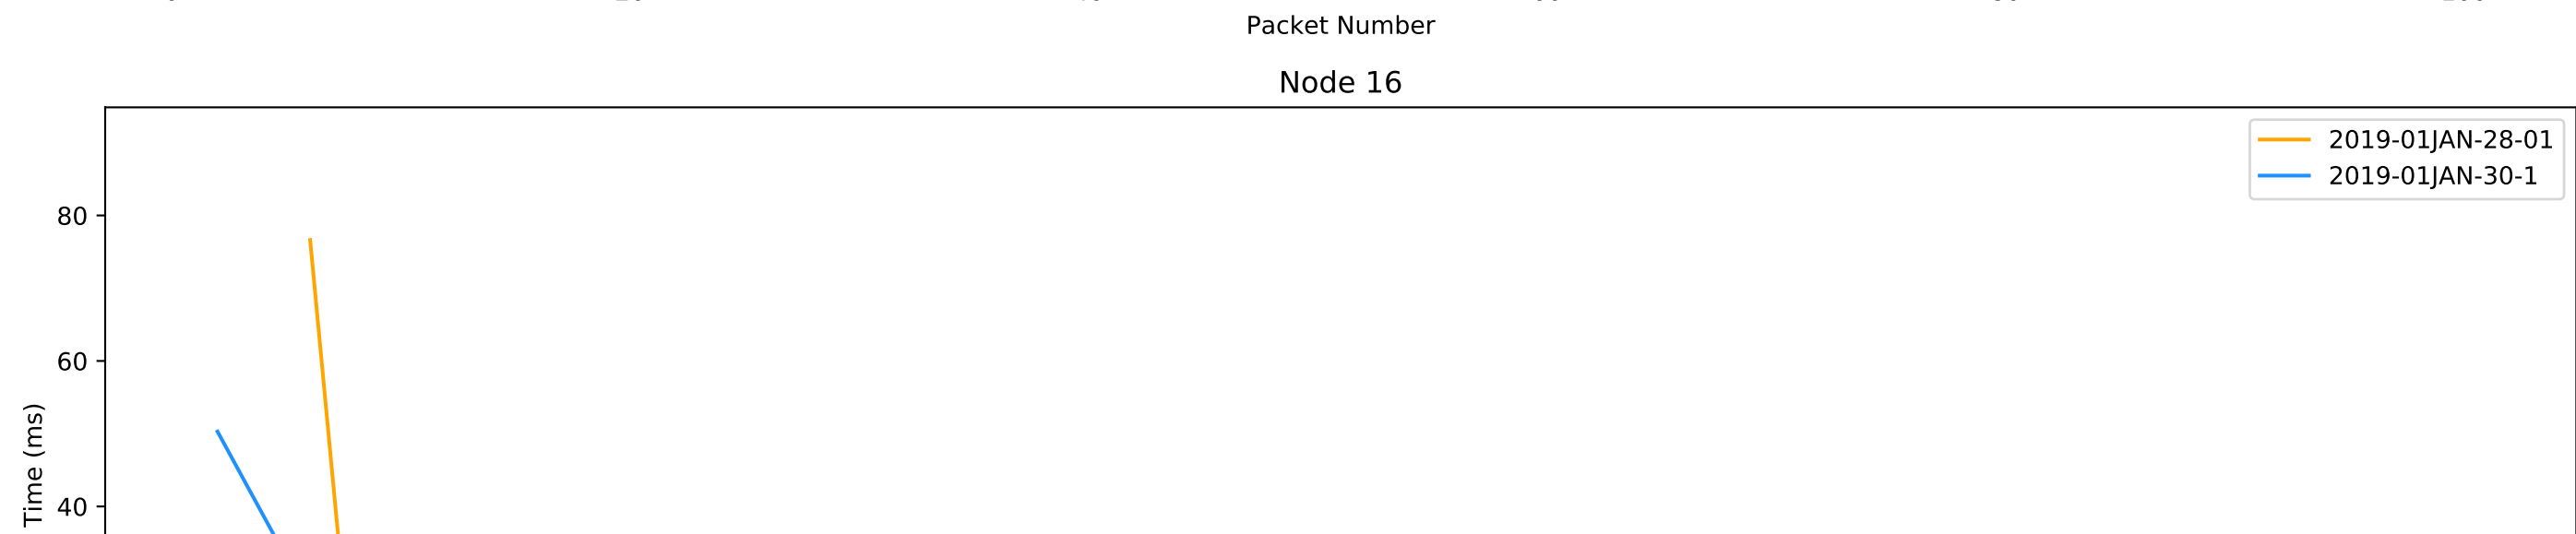 Packet Number
Node 16
2019-01JAN-28-01
2019-01JAN-30-1
80
60
40
Time (ms)